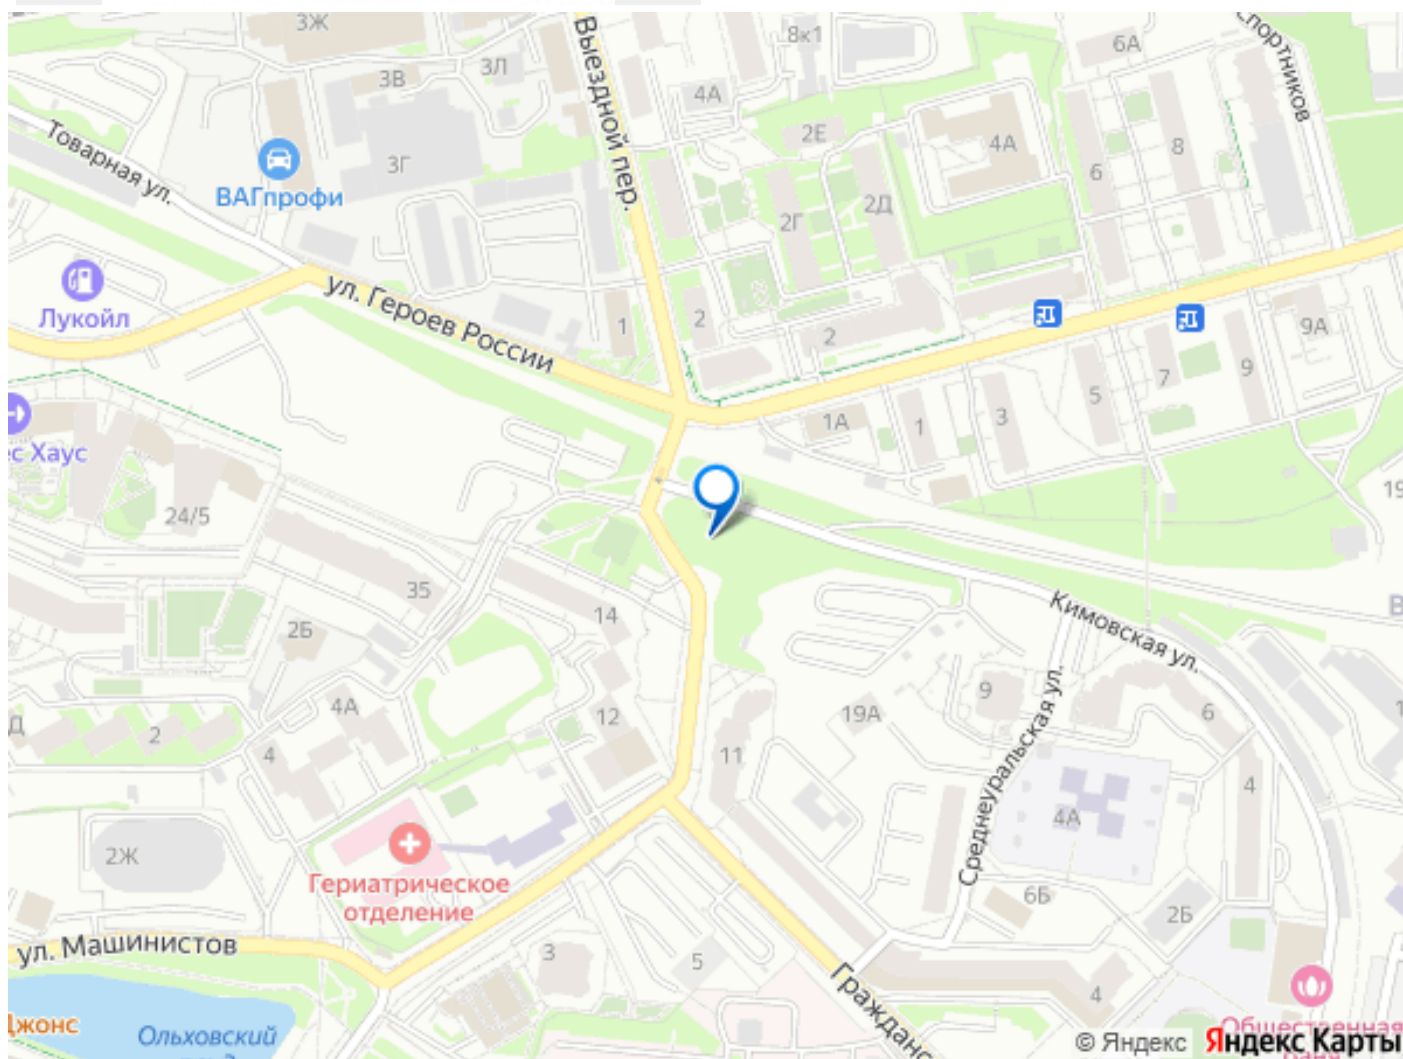 3Ж
8к1
6А
Спортников
3В
3Л
4А
Выездной пер.
2Е
4А
8
Товарная ул.
3Г
6
ВАГпрофи
2Г
2Д
Лукойл
ул. Героев России
1
2
2
9А
7
9
5
1А
1
3
ес Хаус
24/5
19
35
14
2Б
Кимовская ул.
В
4А
12
9
19А
6
Среднеуральская ул.
Д
2
4
11
4
4А
2Ж
Гериатрическое
отделение
6Б
2Б
ул. Машинистов
3
5
4
Гражданс
Джонс
Ольховский
Общественная
© Яндекс Яндекс Карты